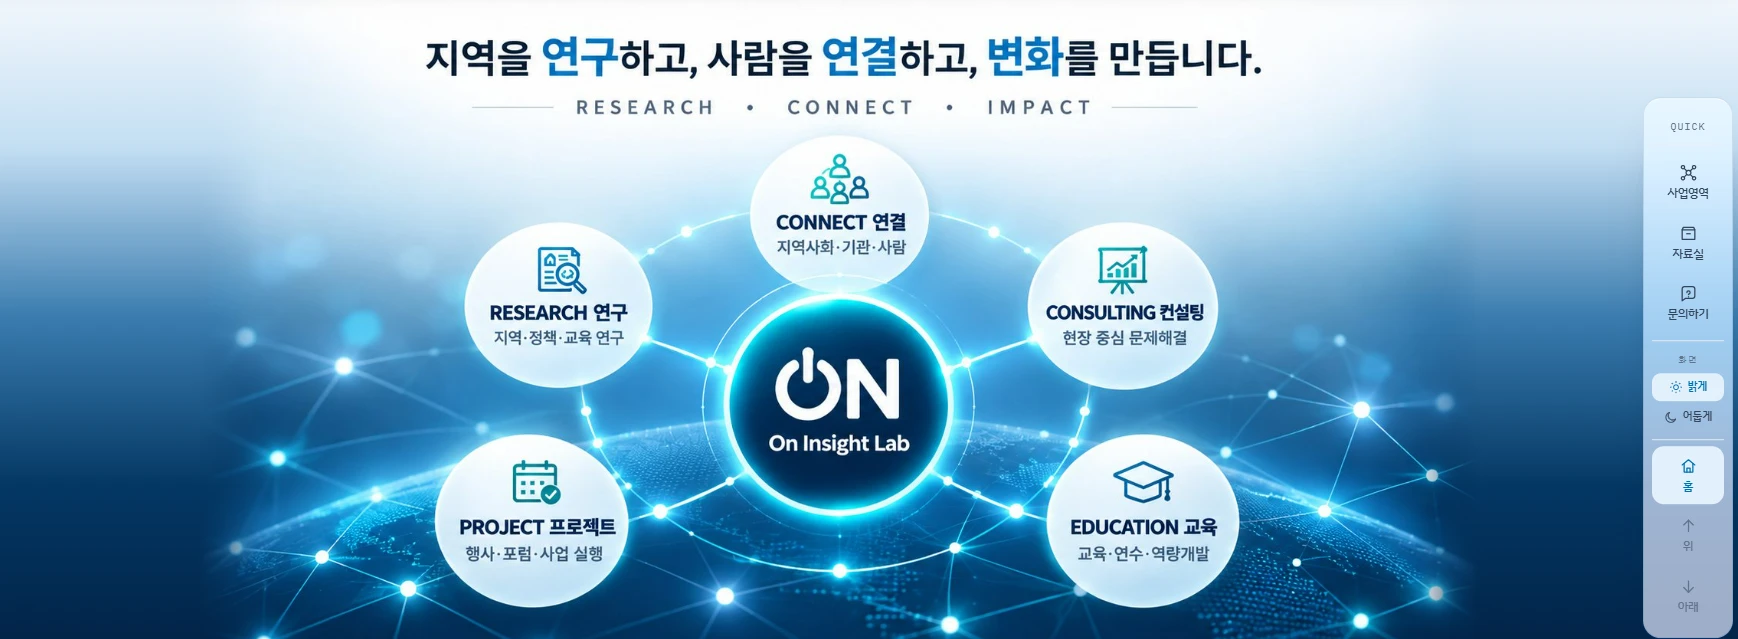 지역을 연구하고, 사람을 연결하고, 변화를 만듭니다.
RESEARCH • CONNECT • IMPACT
CONNECT 연결
지역사회·기관·사람
RESEARCH 연구
지역·정책·교육 연구
CONSULTING 컨설팅
현장 중심 문제해결
ON
On Insight Lab
PROJECT 프로젝트
행사·포럼·사업 실행
EDUCATION 교육
교육·연수·역량개발
QUICK
사업영역
자료실
문의하기
화면
밝게
어둡게
홈
위
아래